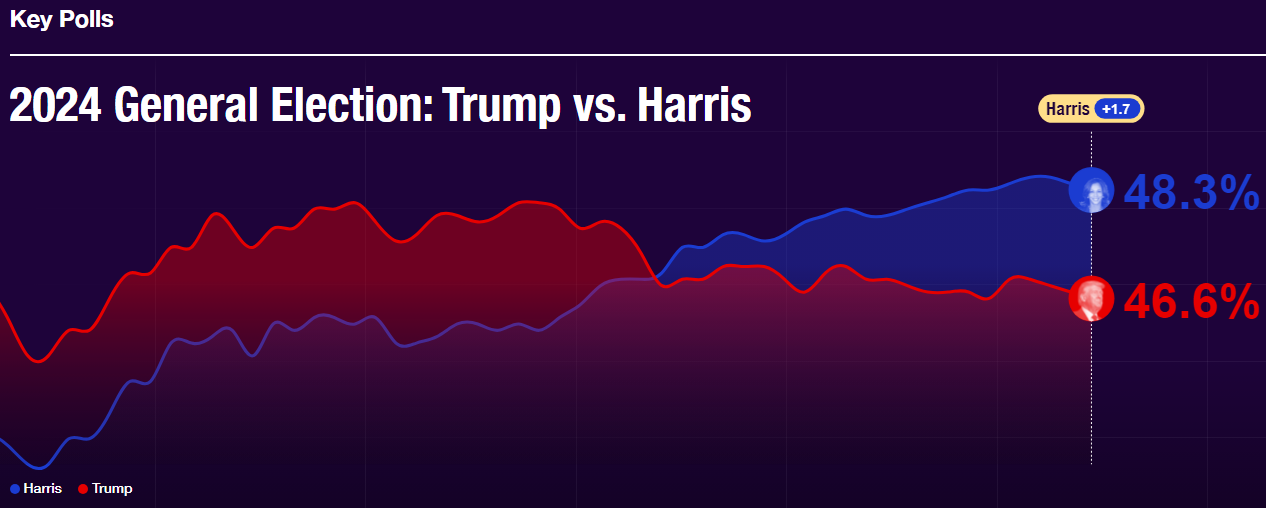 Key Polls
2024 General Election: Trump vs. Harris
Harris +1.7
48.3%
46.6%
Harris Trump